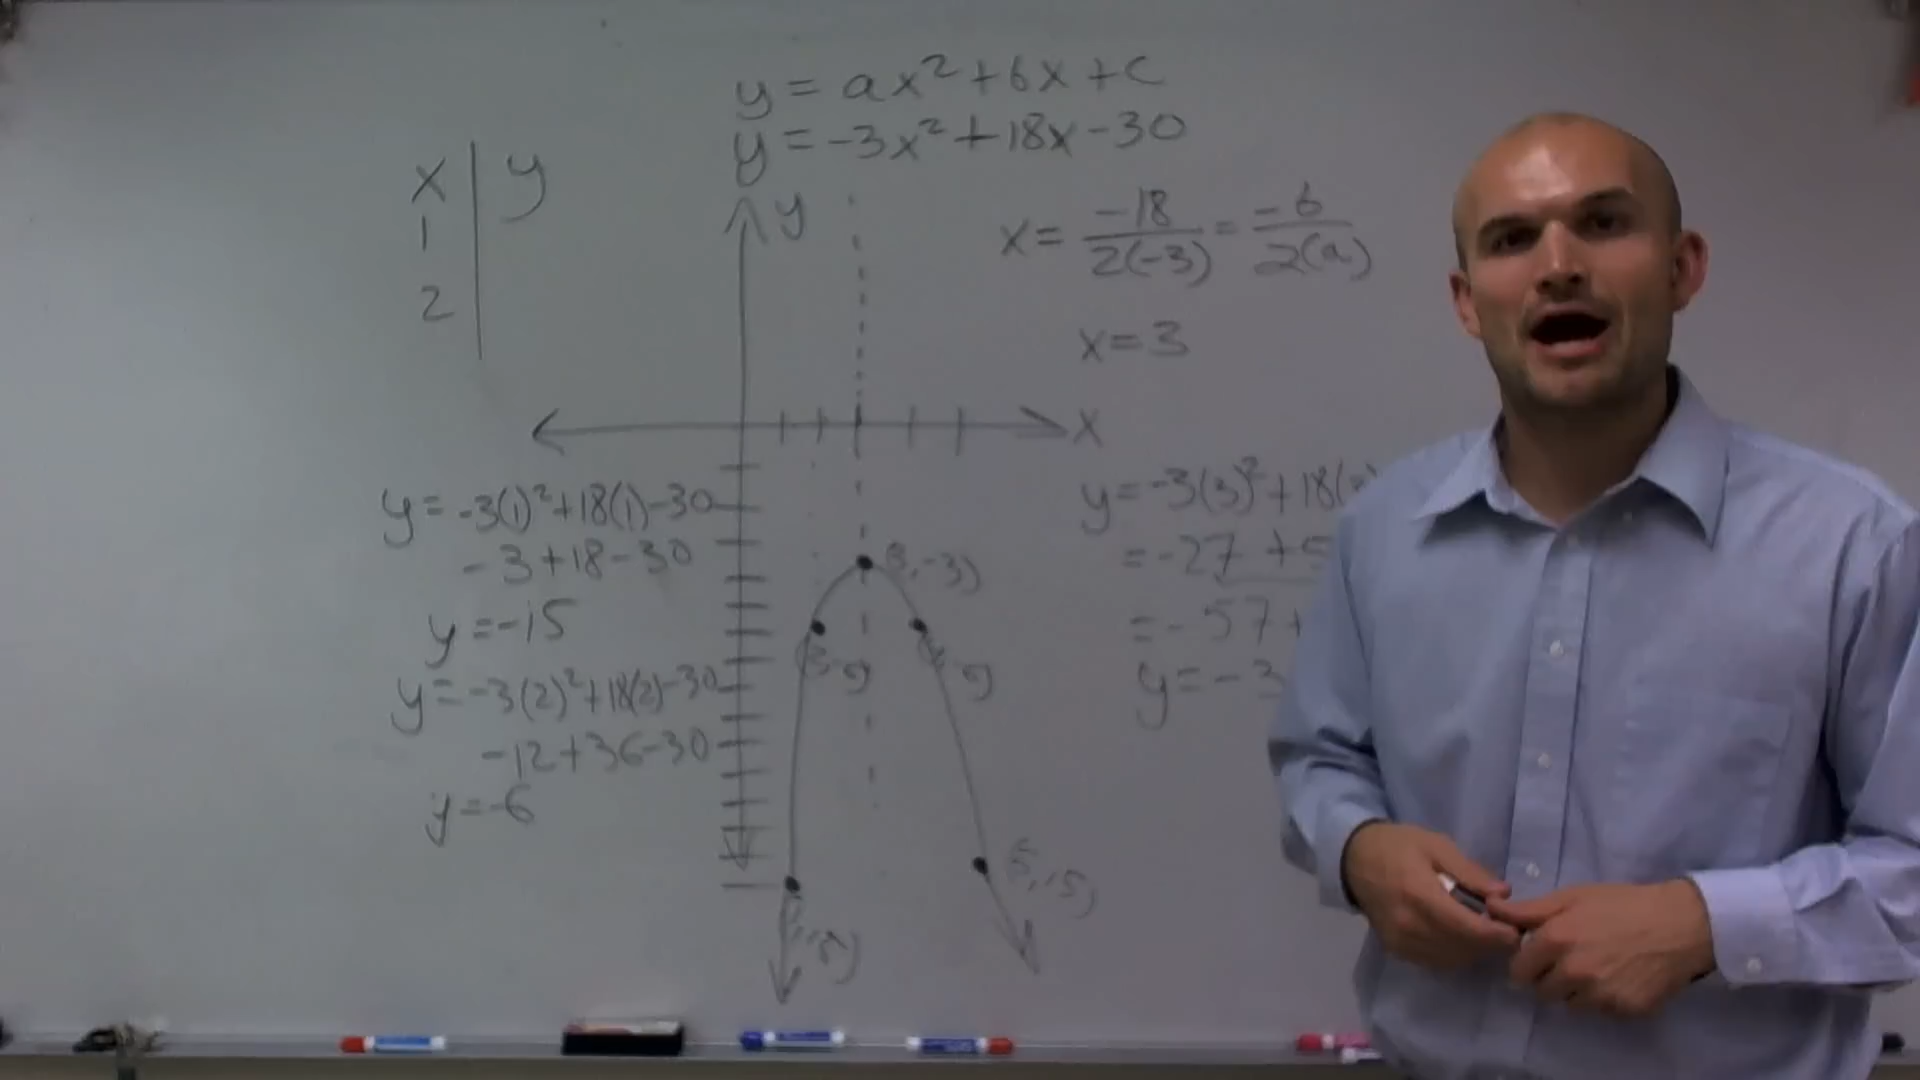 y = ax² + bx + c
y = -3x² + 18x - 30
x | y
1
2
y
x = -18/2(-3) = -b/2(a)
x = 3
x
y = -3(1)² + 18(1) - 30
-3 + 18 - 30
y = -15
y = -3(2)² + 18(2) - 30
-12 + 36 - 30
y = -6
y = -3(3)² + 18(
= -27 + 5
= -57 +
y = -3
3, -3)
5, -15)